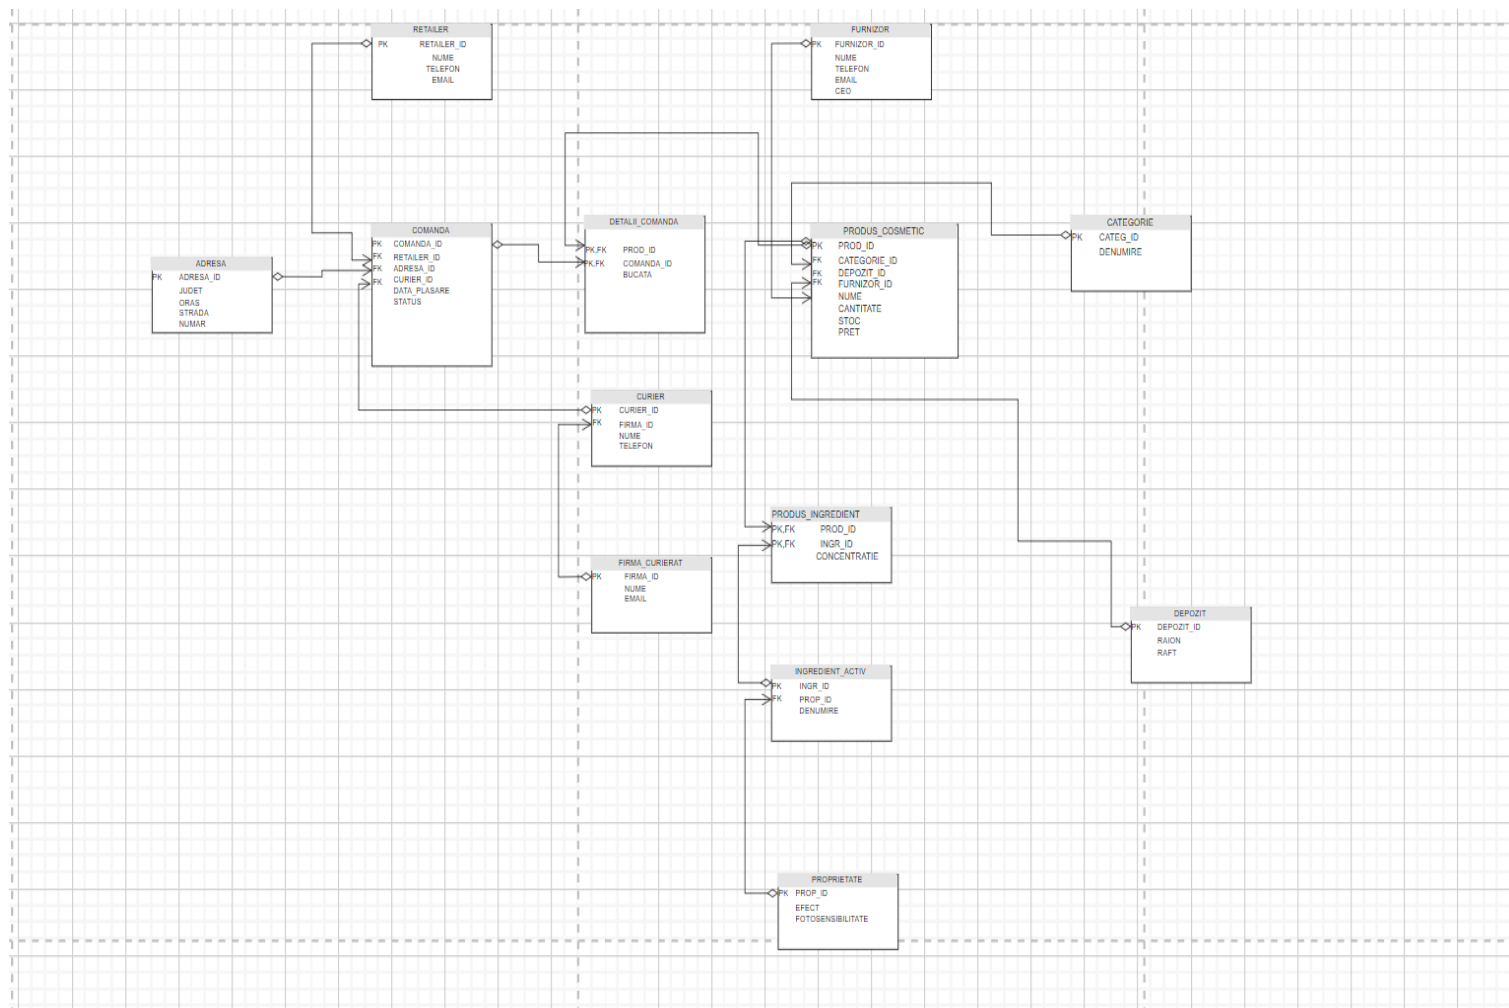 RETAILER
PK RETAILER_ID
NUME
TELEFON
EMAIL
FURNIZOR
PK FURNIZOR_ID
NUME
TELEFON
EMAIL
CEO
ADRESA
PK ADRESA_ID
JUDET
ORAS
STRADA
NUMAR
COMANDA
PK COMANDA_ID
FK RETAILER_ID
FK ADRESA_ID
FK CURIER_ID
DATA_PLASARE
STATUS
DETALII_COMANDA
PK,FK PROD_ID
PK,FK COMANDA_ID
BUCATA
PRODUS_COSMETIC
PK PROD_ID
FK CATEGORIE_ID
FK DEPOZIT_ID
FK FURNIZOR_ID
NUME
CANTITATE
STOC
PRET
CATEGORIE
PK CATEG_ID
DENUMIRE
CURIER
PK CURIER_ID
FK FIRMA_ID
NUME
TELEFON
PRODUS_INGREDIENT
PK,FK PROD_ID
PK,FK INGR_ID
CONCENTRATIE
FIRMA_CURIERAT
PK FIRMA_ID
NUME
EMAIL
DEPOZIT
PK DEPOZIT_ID
RAION
RAFT
INGREDIENT_ACTIV
PK INGR_ID
FK PROP_ID
DENUMIRE
PROPRIETATE
PK PROP_ID
EFECT
FOTOSENSIBILITATE